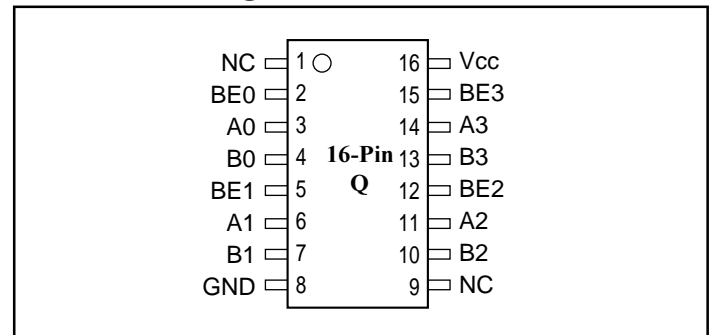 NC 1 16 Vcc
BE0 2 15 BE3
A0 3 14 A3
B0 4 16-Pin 13 B3
BE1 5 Q 12 BE2
A1 6 11 A2
B1 7 10 B2
GND 8 9 NC